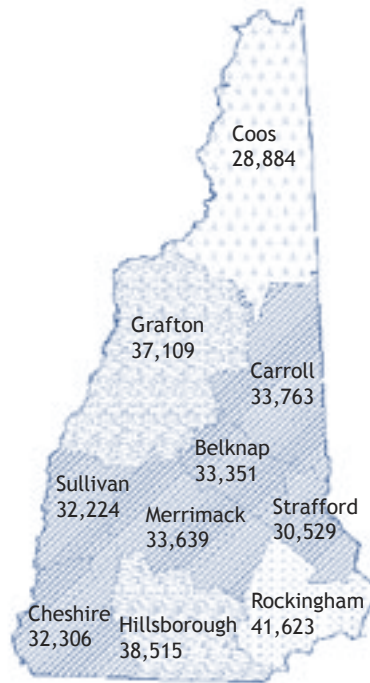 Coos
28,884
Grafton
37,109
Carroll
33,763
Belknap
33,351
Sullivan
32,224
Merrimack
33,639
Strafford
30,529
Cheshire
32,306
Hillsborough
38,515
Rockingham
41,623